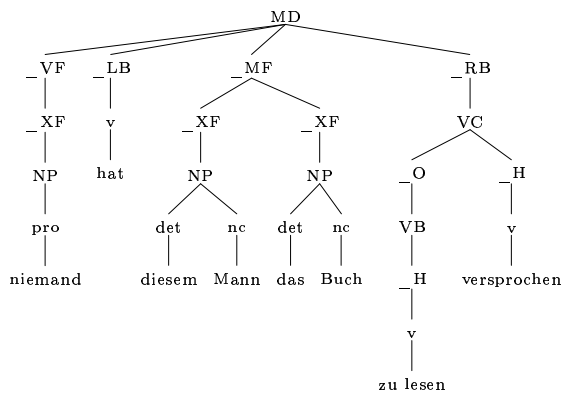 MD
_VF _LB _MF _RB
_XF v _XF _XF VC
NP hat NP NP _O _H
pro det nc det nc VB v
niemand diesem Mann das Buch _H versprochen
v
zu lesen